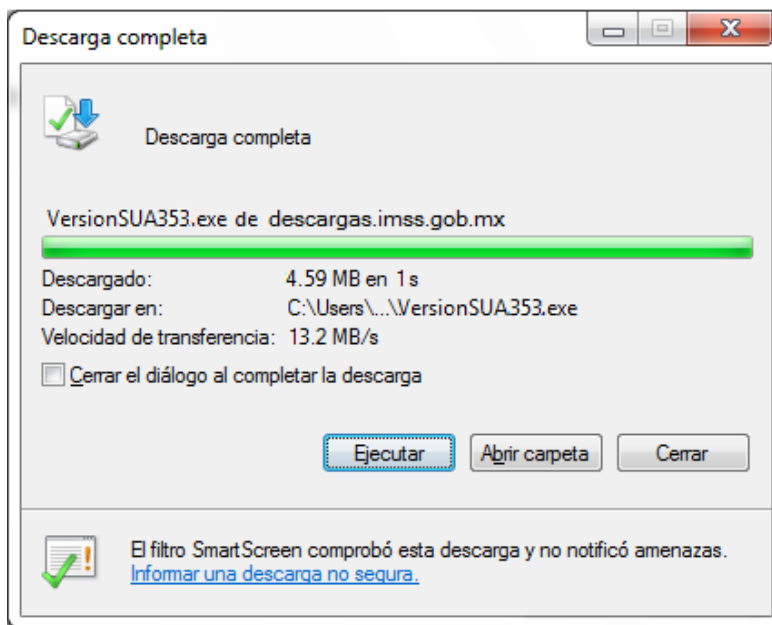 Descarga completa
Descarga completa
VersionSUA353.exe de descargas.imss.gob.mx
Descargado: 4.59 MB en 1s
Descargar en: C:\Users\...\VersionSUA353.exe
Velocidad de transferencia: 13.2 MB/s
Cerrar el diálogo al completar la descarga
Ejecutar Abrir carpeta Cerrar
El filtro SmartScreen comprobó esta descarga y no notificó amenazas.
Informar una descarga no segura.